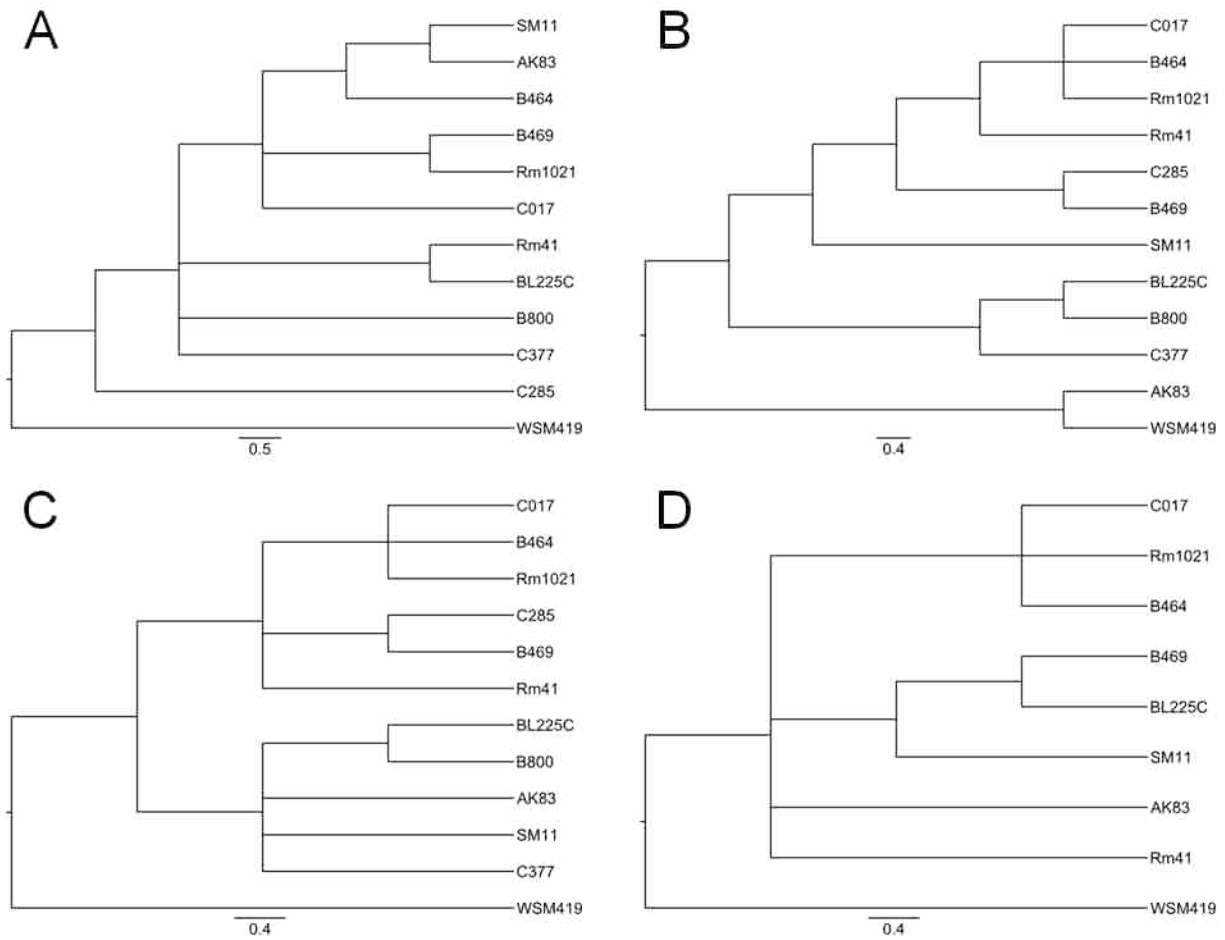 A
SM11
AK83
B464
B469
Rm1021
C017
Rm41
BL225C
B800
C377
C285
WSM419
0.5
B
C017
B464
Rm1021
Rm41
C285
B469
SM11
BL225C
B800
C377
AK83
WSM419
0.4
C
C017
B464
Rm1021
C285
B469
Rm41
BL225C
B800
AK83
SM11
C377
WSM419
0.4
D
C017
Rm1021
B464
B469
BL225C
SM11
AK83
Rm41
WSM419
0.4